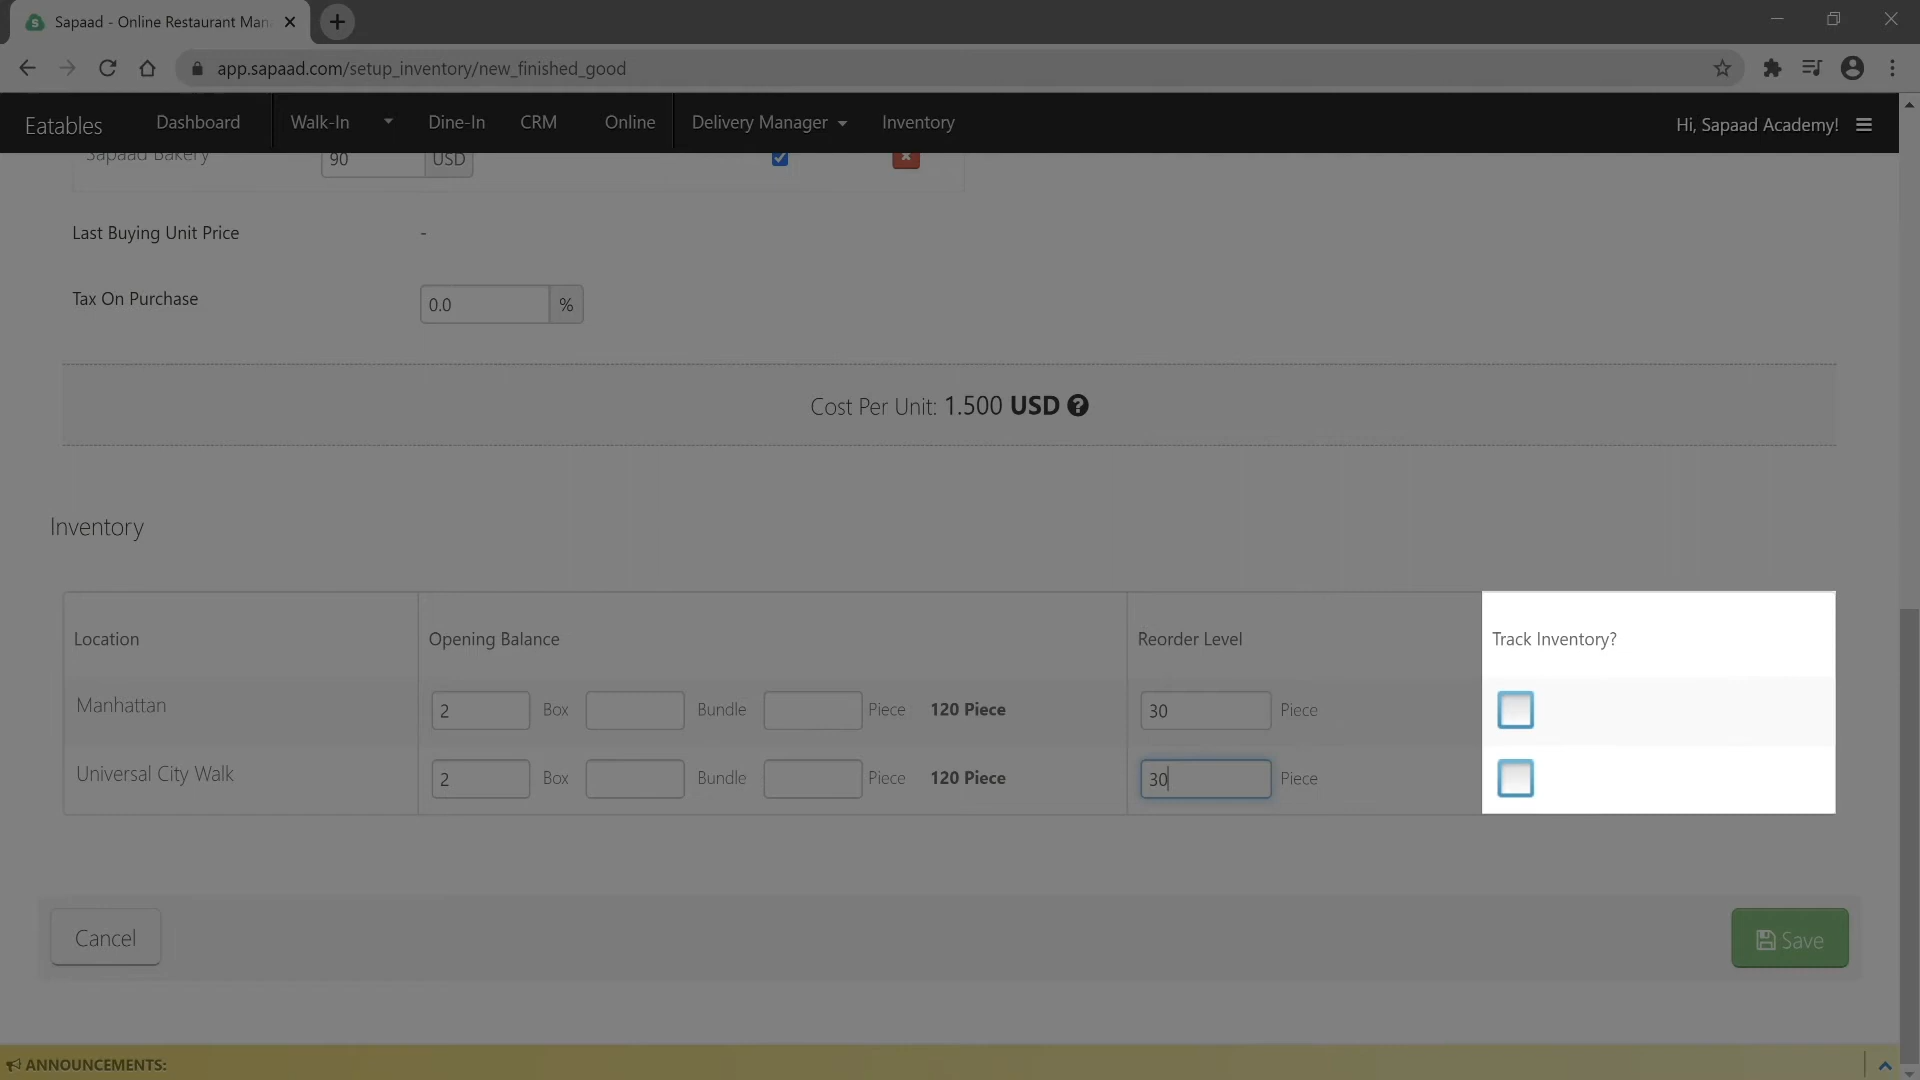 Sapaad - Online Restaurant Man
app.sapaad.com/setup_inventory/new_finished_good
Eatables Dashboard Walk-In Dine-In CRM Online Delivery Manager Inventory Hi, Sapaad Academy!
Sapaad Bakery 90 USD
Last Buying Unit Price -
Tax On Purchase 0.0 %
Cost Per Unit: 1.500 USD ?
Inventory
Location Opening Balance Reorder Level Track Inventory?
Manhattan 2 Box Bundle Piece 120 Piece 30 Piece
Universal City Walk 2 Box Bundle Piece 120 Piece 30 Piece
Cancel Save
ANNOUNCEMENTS: